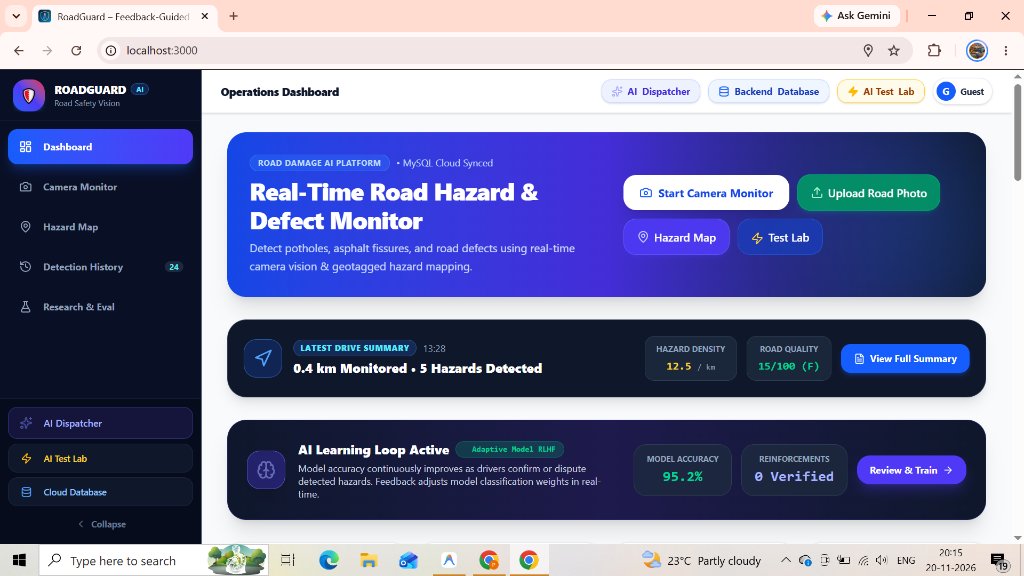 RoadGuard – Feedback-Guided
Ask Gemini
localhost:3000
ROADGUARD AI
Road Safety Vision
Dashboard
Camera Monitor
Hazard Map
Detection History 24
Research & Eval
AI Dispatcher
AI Test Lab
Cloud Database
Collapse
Operations Dashboard
AI Dispatcher
Backend Database
AI Test Lab
G Guest
ROAD DAMAGE AI PLATFORM • MySQL Cloud Synced
Real-Time Road Hazard &
Defect Monitor
Detect potholes, asphalt fissures, and road defects using real-time
camera vision & geotagged hazard mapping.
Start Camera Monitor
Upload Road Photo
Hazard Map
Test Lab
LATEST DRIVE SUMMARY 13:28
0.4 km Monitored • 5 Hazards Detected
HAZARD DENSITY
12.5 / km
ROAD QUALITY
15/100 (F)
View Full Summary
AI Learning Loop Active Adaptive Model RLHF
Model accuracy continuously improves as drivers confirm or dispute
detected hazards. Feedback adjusts model classification weights in real-
time.
MODEL ACCURACY
95.2%
REINFORCEMENTS
0 Verified
Review & Train →
Type here to search
23°C Partly cloudy
ENG
20:15
20-11-2026
19